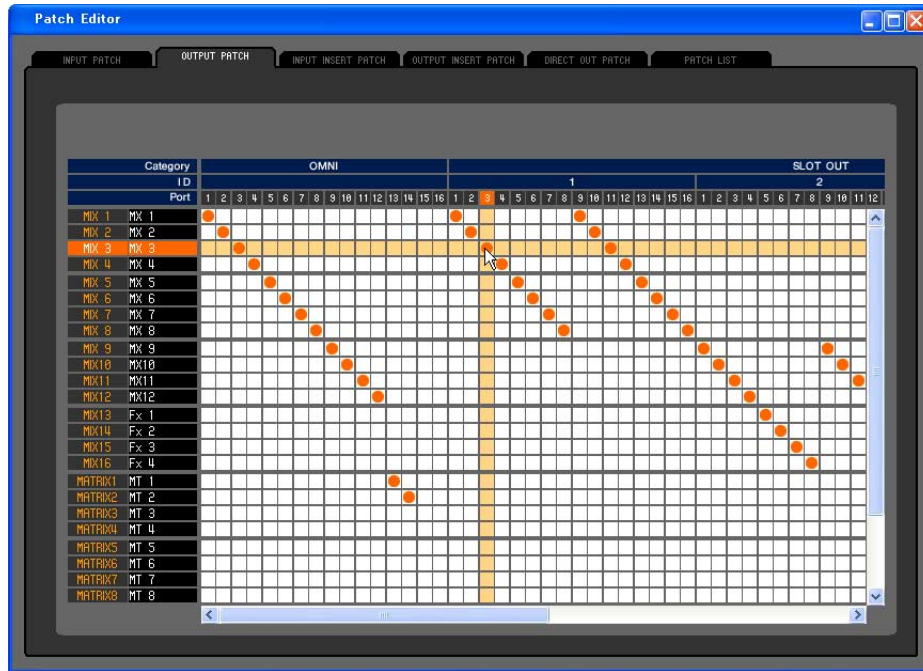 Patch Editor
INPUT PATCH OUTPUT PATCH INPUT INSERT PATCH OUTPUT INSERT PATCH DIRECT OUT PATCH PATCH LIST
Category OMNI SLOT OUT
ID 1 2
Port 1 2 3 4 5 6 7 8 9 10 11 12 13 14 15 16 1 2 3 4 5 6 7 8 9 10 11 12 13 14 15 16 1 2 3 4 5 6 7 8 9 10 11 12
MIX 1 MX 1
MIX 2 MX 2
MIX 3 MX 3
MIX 4 MX 4
MIX 5 MX 5
MIX 6 MX 6
MIX 7 MX 7
MIX 8 MX 8
MIX 9 MX 9
MIX10 MX10
MIX11 MX11
MIX12 MX12
MIX13 Fx 1
MIX14 Fx 2
MIX15 Fx 3
MIX16 Fx 4
MATRIX1 MT 1
MATRIX2 MT 2
MATRIX3 MT 3
MATRIX4 MT 4
MATRIX5 MT 5
MATRIX6 MT 6
MATRIX7 MT 7
MATRIX8 MT 8